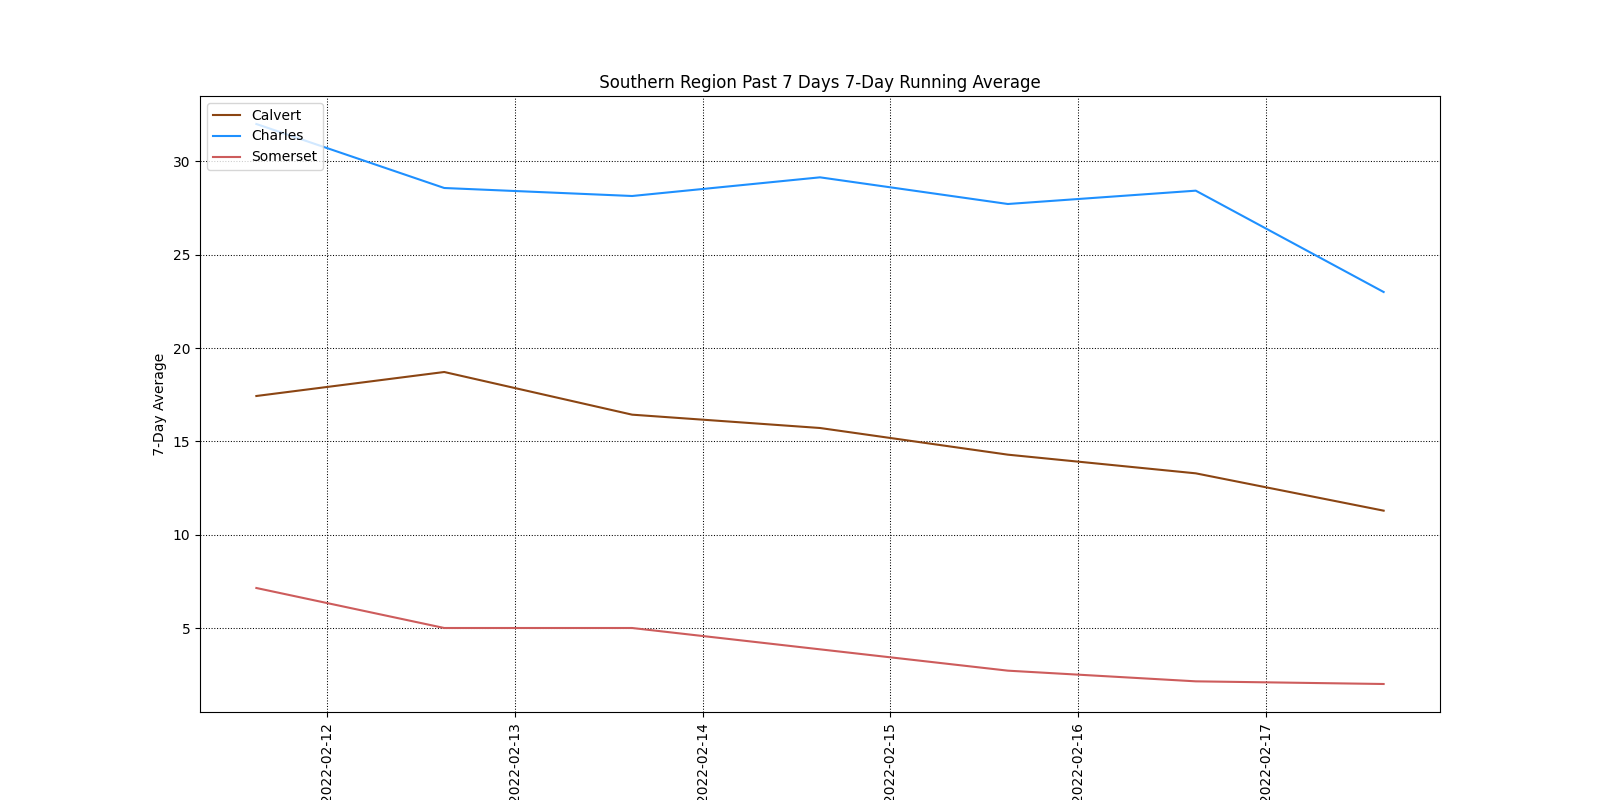 Southern Region Past 7 Days 7-Day Running Average
Calvert
Charles
Somerset
30
25
20
15
10
5
7-Day Average
2022-02-12
2022-02-13
2022-02-14
2022-02-15
2022-02-16
2022-02-17